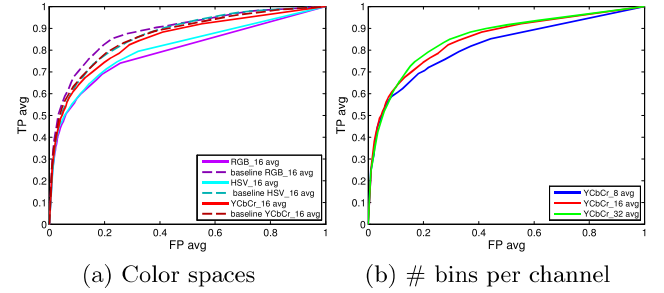 1
0.9
0.8
0.7
0.6
0.5
0.4
0.3
0.2
0.1
0
TP avg
0 0.2 0.4 0.6 0.8 1
FP avg
RGB_16 avg
baseline RGB_16 avg
HSV_16 avg
baseline HSV_16 avg
YCbCr_16 avg
baseline YCbCr_16 avg
(a) Color spaces
1
0.9
0.8
0.7
0.6
0.5
0.4
0.3
0.2
0.1
0
TP avg
0 0.2 0.4 0.6 0.8 1
FP avg
YCbCr_8 avg
YCbCr_16 avg
YCbCr_32 avg
(b) # bins per channel